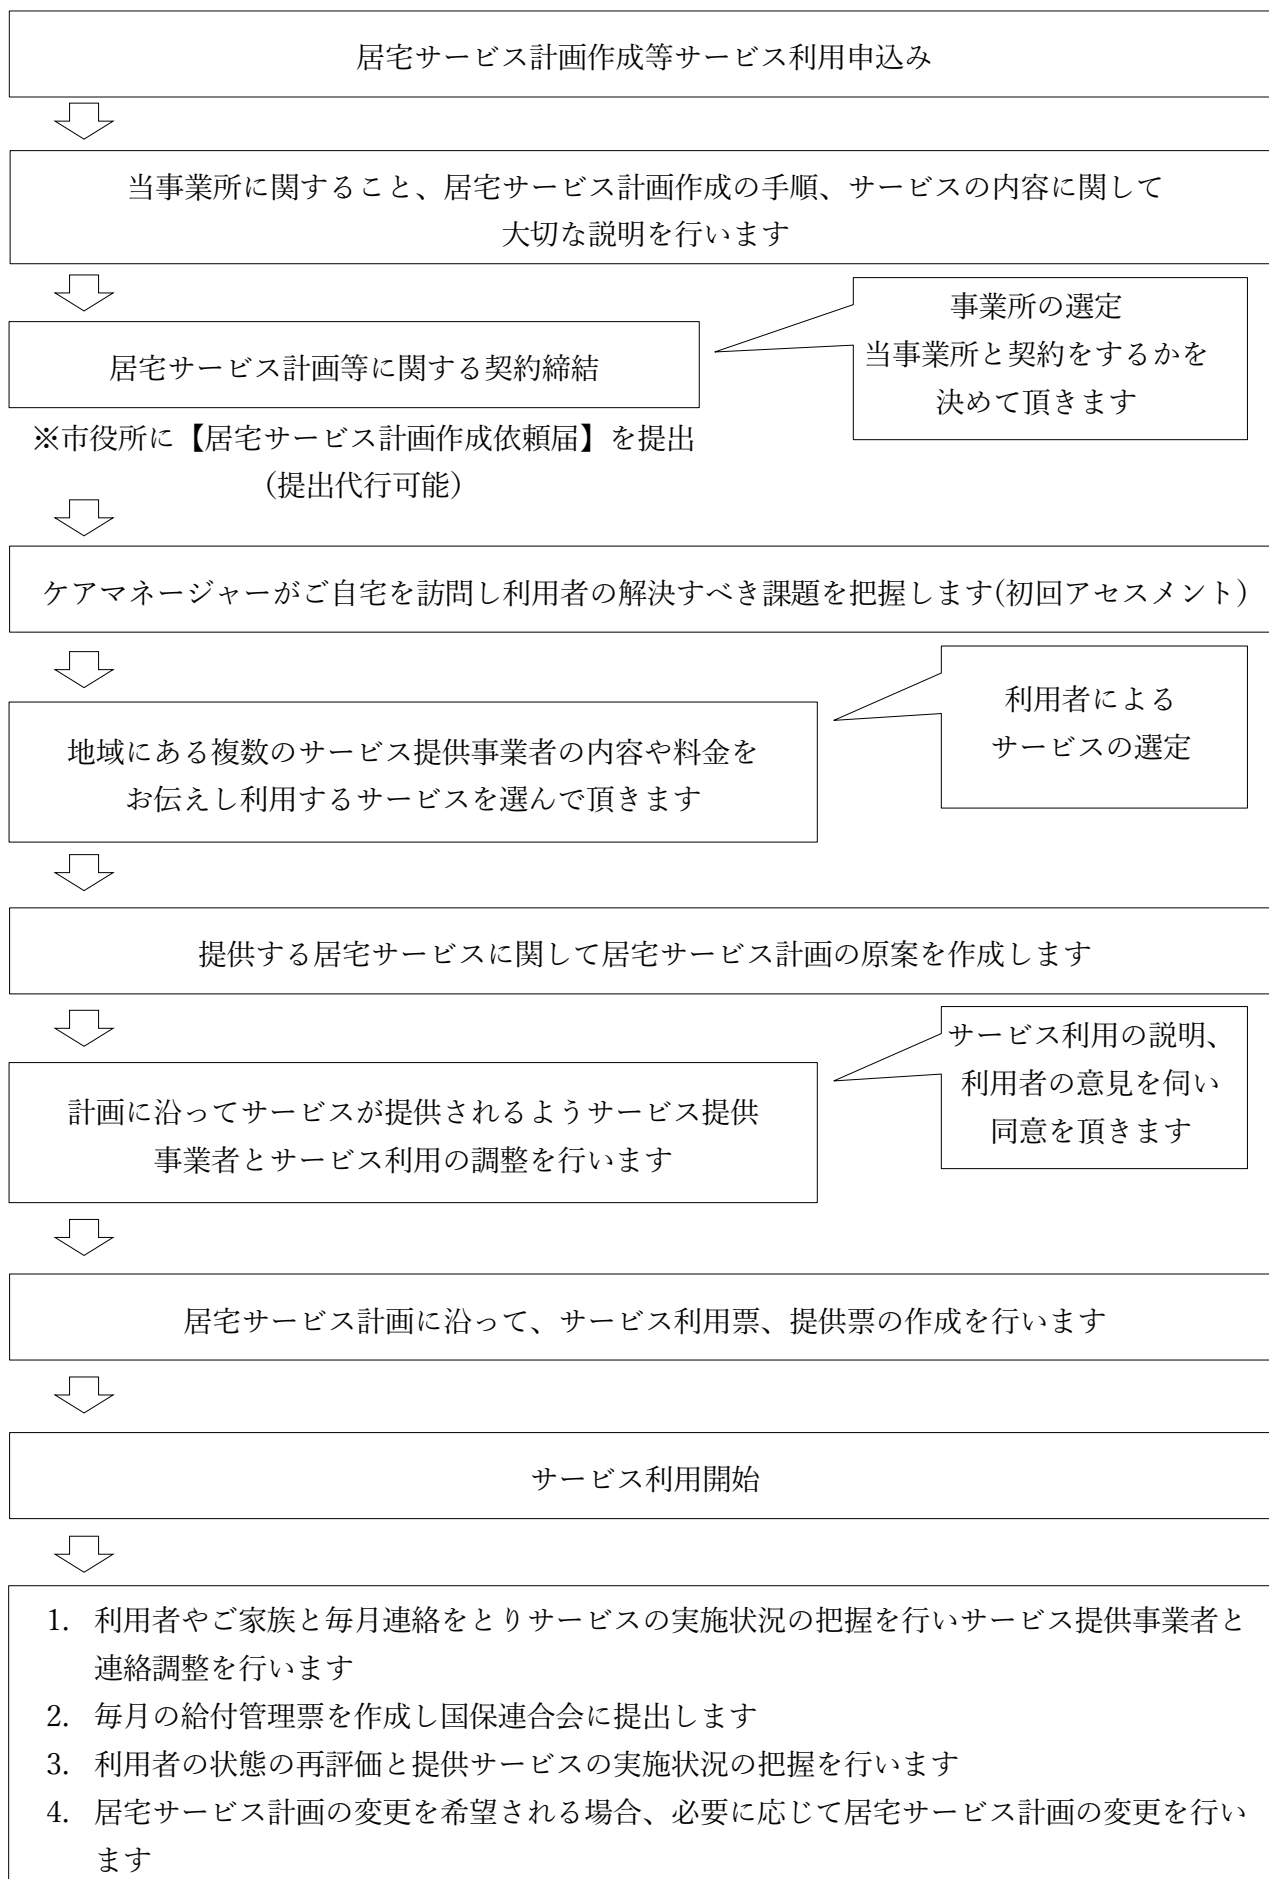 居宅サービス計画作成等サービス利用申込み
当事業所に関すること、居宅サービス計画作成の手順、サービスの内容に関して
大切な説明を行います
事業所の選定
当事業所と契約をするかを
決めて頂きます
居宅サービス計画等に関する契約締結
※市役所に【居宅サービス計画作成依頼届】を提出
(提出代行可能)
ケアマネージャーがご自宅を訪問し利用者の解決すべき課題を把握します(初回アセスメント)
利用者による
サービスの選定
地域にある複数のサービス提供事業者の内容や料金を
お伝えし利用するサービスを選んで頂きます
提供する居宅サービスに関して居宅サービス計画の原案を作成します
サービス利用の説明、
利用者の意見を伺い
同意を頂きます
計画に沿ってサービスが提供されるようサービス提供
事業者とサービス利用の調整を行います
居宅サービス計画に沿って、サービス利用票、提供票の作成を行います
サービス利用開始
1. 利用者やご家族と毎月連絡をとりサービスの実施状況の把握を行いサービス提供事業者と
連絡調整を行います
2. 毎月の給付管理票を作成し国保連合会に提出します
3. 利用者の状態の再評価と提供サービスの実施状況の把握を行います
4. 居宅サービス計画の変更を希望される場合、必要に応じて居宅サービス計画の変更を行い
ます